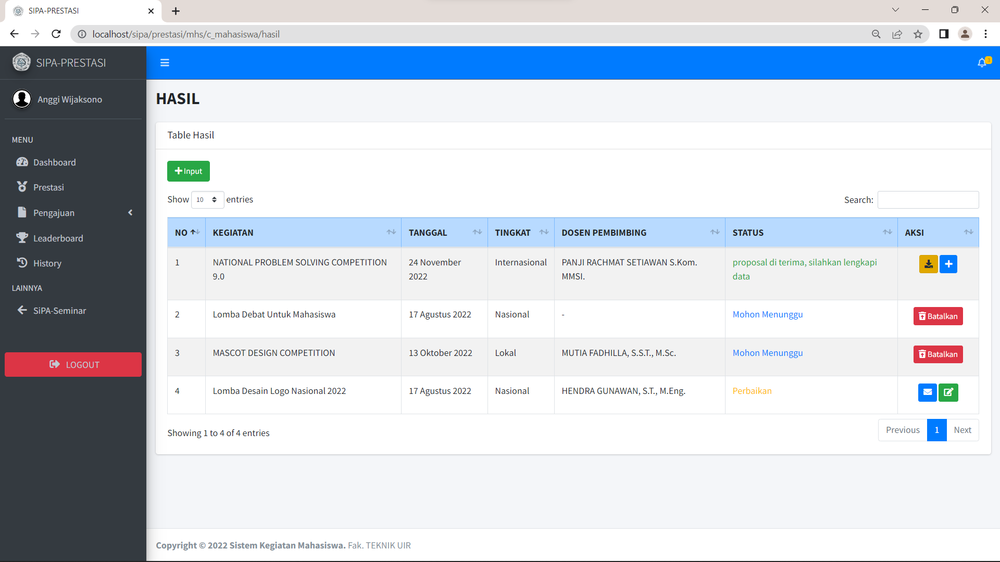 SIPA-PRESTASI
localhost/sipa/prestasi/mhs/c_mahasiswa/hasil
SIPA-PRESTASI
3
Anggi Wijaksono
MENU
Dashboard
Prestasi
Pengajuan
Leaderboard
History
LAINNYA
SiPA-Seminar
LOGOUT
HASIL
Table Hasil
Input
Show 10 entries
Search:
NO KEGIATAN TANGGAL TINGKAT DOSEN PEMBIMBING STATUS AKSI
1 NATIONAL PROBLEM SOLVING COMPETITION 24 November Internasional PANJI RACHMAT SETIAWAN S.Kom. proposal di terima, silahkan lengkapi
9.0 2022 MMSI. data
2 Lomba Debat Untuk Mahasiswa 17 Agustus 2022 Nasional - Mohon Menunggu Batalkan
3 MASCOT DESIGN COMPETITION 13 Oktober 2022 Lokal MUTIA FADHILLA, S.S.T., M.Sc. Mohon Menunggu Batalkan
4 Lomba Desain Logo Nasional 2022 17 Agustus 2022 Nasional HENDRA GUNAWAN, S.T., M.Eng. Perbaikan
Showing 1 to 4 of 4 entries
Previous 1 Next
Copyright © 2022 Sistem Kegiatan Mahasiswa. Fak. TEKNIK UIR